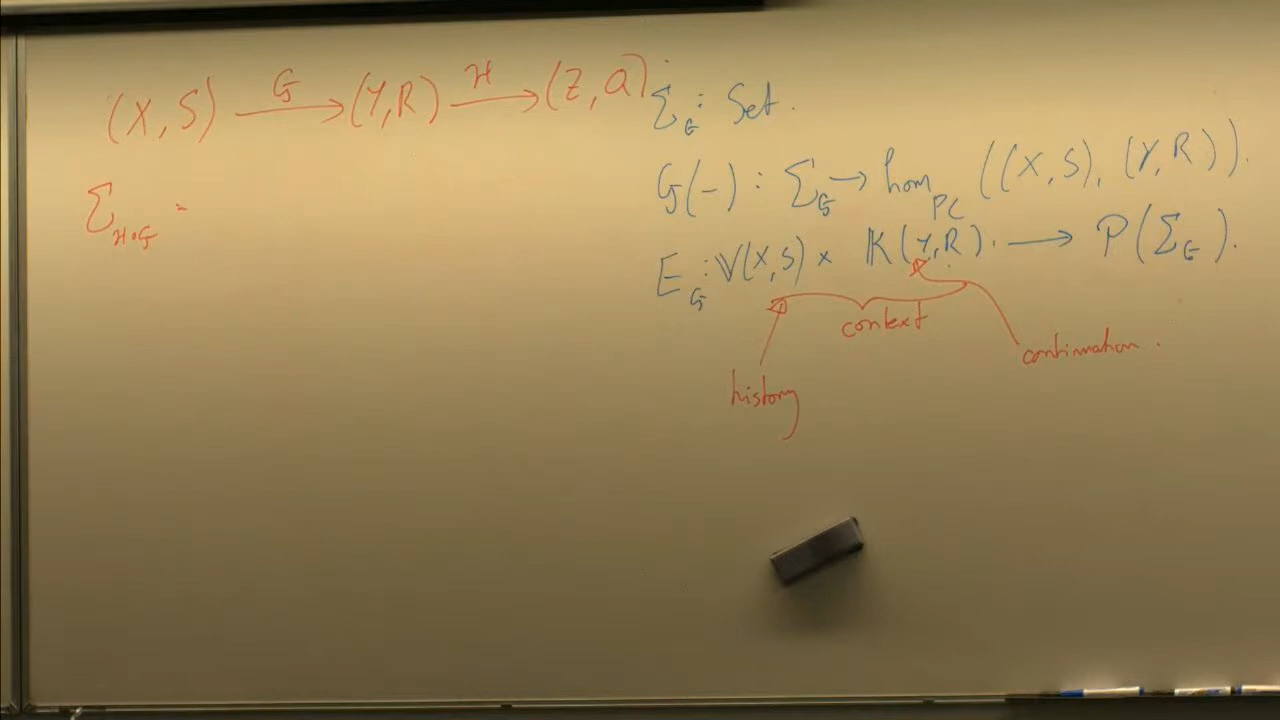 (X, S) —G→ (Y, R) —H→ (Z, Q).
Σ_{H∘G} =
Σ_G : Set.
G(−) : Σ_G → hom_{PC} ((X, S), (Y, R)).
E_G : 𝕍(X, S) × 𝕂(Y, R). → P(Σ_G).
context
continuation.
history